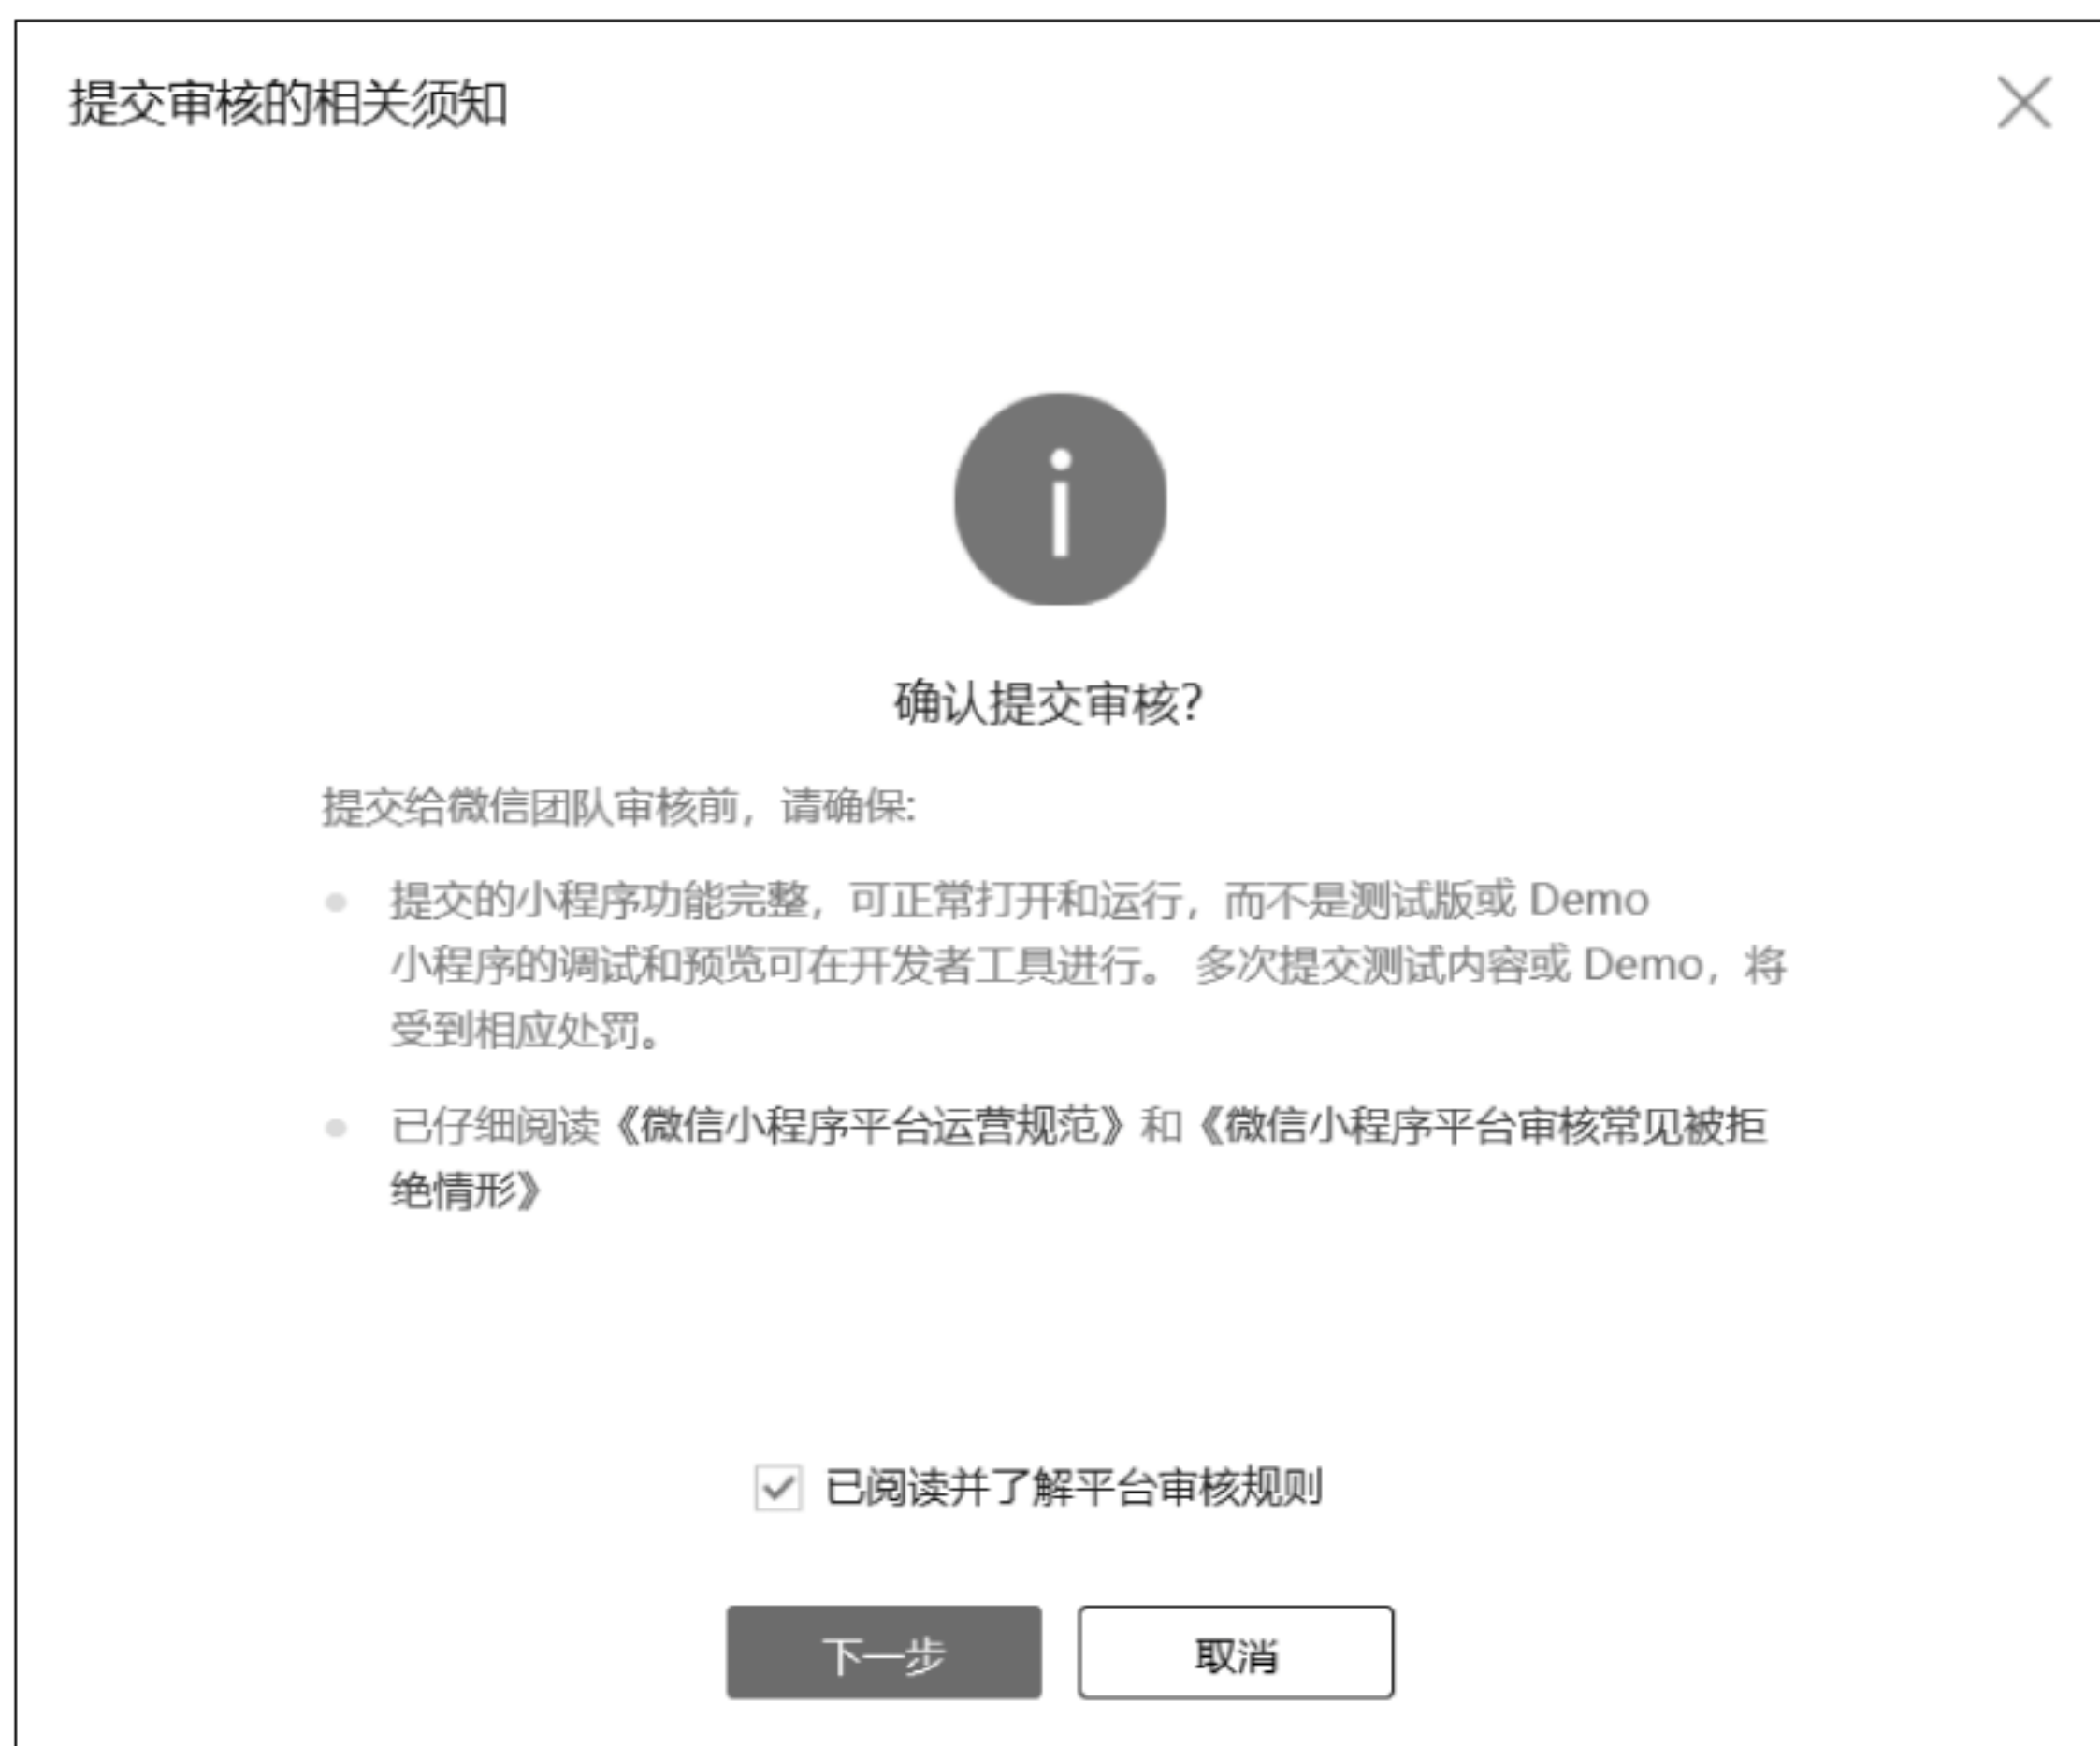 提交审核的相关须知
确认提交审核?
提交给微信团队审核前，请确保:
提交的小程序功能完整，可正常打开和运行，而不是测试版或 Demo
小程序的调试和预览可在开发者工具进行。 多次提交测试内容或 Demo，将
受到相应处罚。
已仔细阅读《微信小程序平台运营规范》和《微信小程序平台审核常见被拒
绝情形》
已阅读并了解平台审核规则
下一步
取消